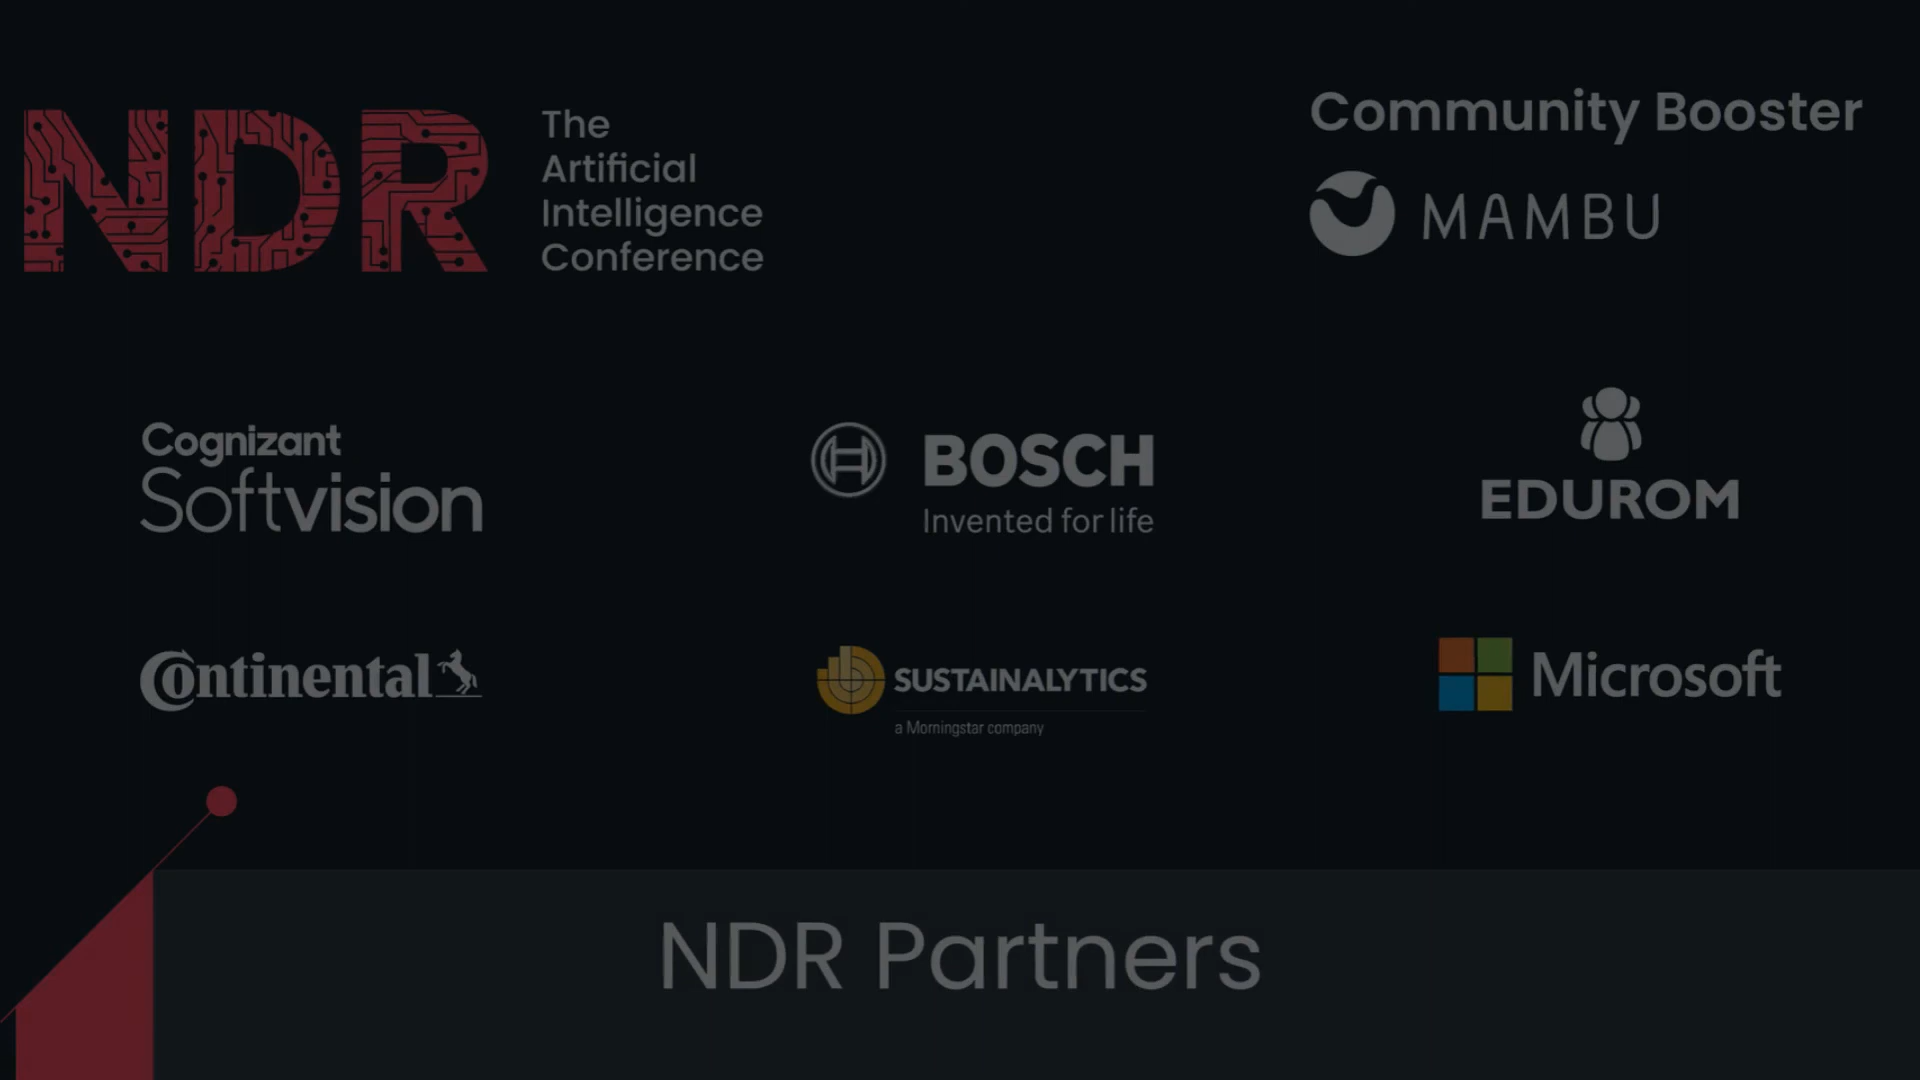 NDR
The
Artificial
Intelligence
Conference
Community Booster
MAMBU
Cognizant
Softvision
BOSCH
Invented for life
EDUROM
Continental
SUSTAINALYTICS
a Morningstar company
Microsoft
NDR Partners